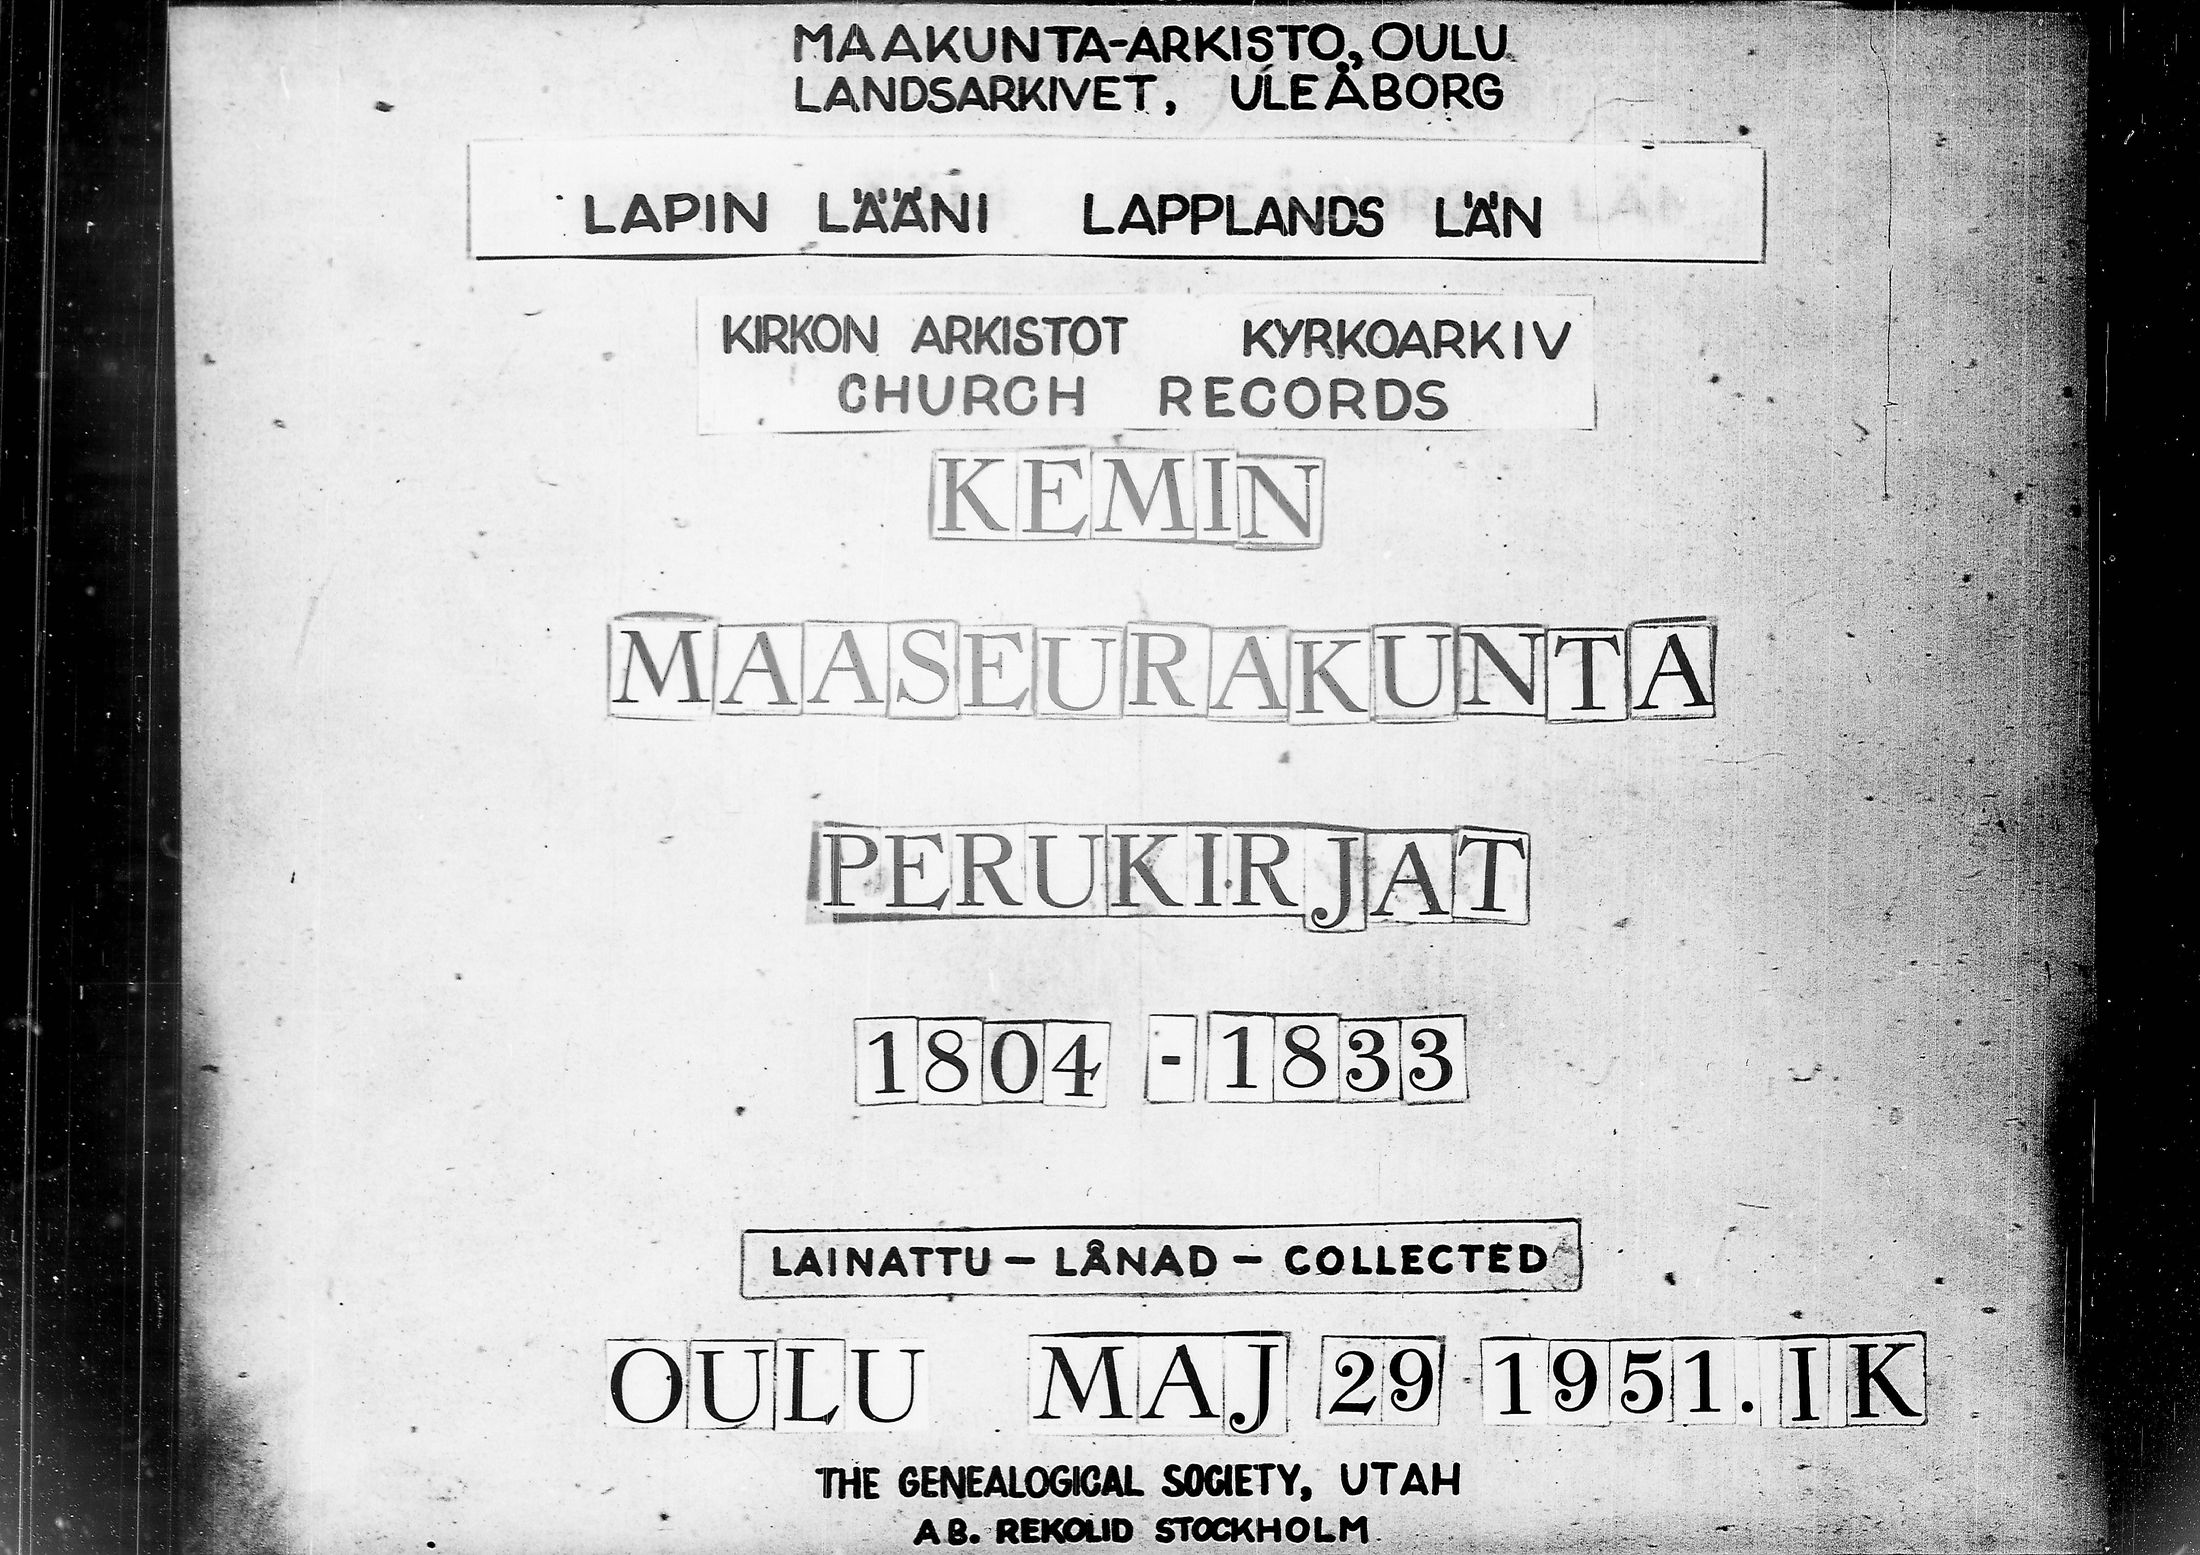 MAAKUNTA-ARKISTO, OULU
LANDSARKIVET, ULEÅBORG
LAPIN LÄÄNI LAPPLANDS LÄN
KIRKON ARKISTOT KYRKOARKIV
CHURCH RECORDS
KEMIN
MAASEURAKUNTA
PERUKIRJAT
1804 - 1833
LAINATTU - LÅNAD - COLLECTED
OULU MAJ 29 1951. IK
THE GENEALOGICAL SOCIETY, UTAH
AB. REKOLID STOCKHOLM